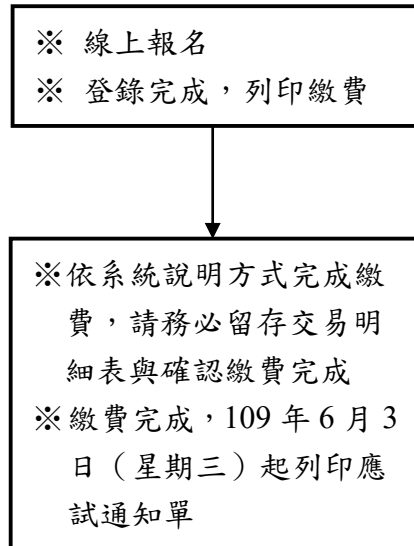 ※ 線上報名
※ 登錄完成，列印繳費
※依系統說明方式完成繳
費，請務必留存交易明
細表與確認繳費完成
※繳費完成，109 年 6 月 3
日（星期三）起列印應
試通知單